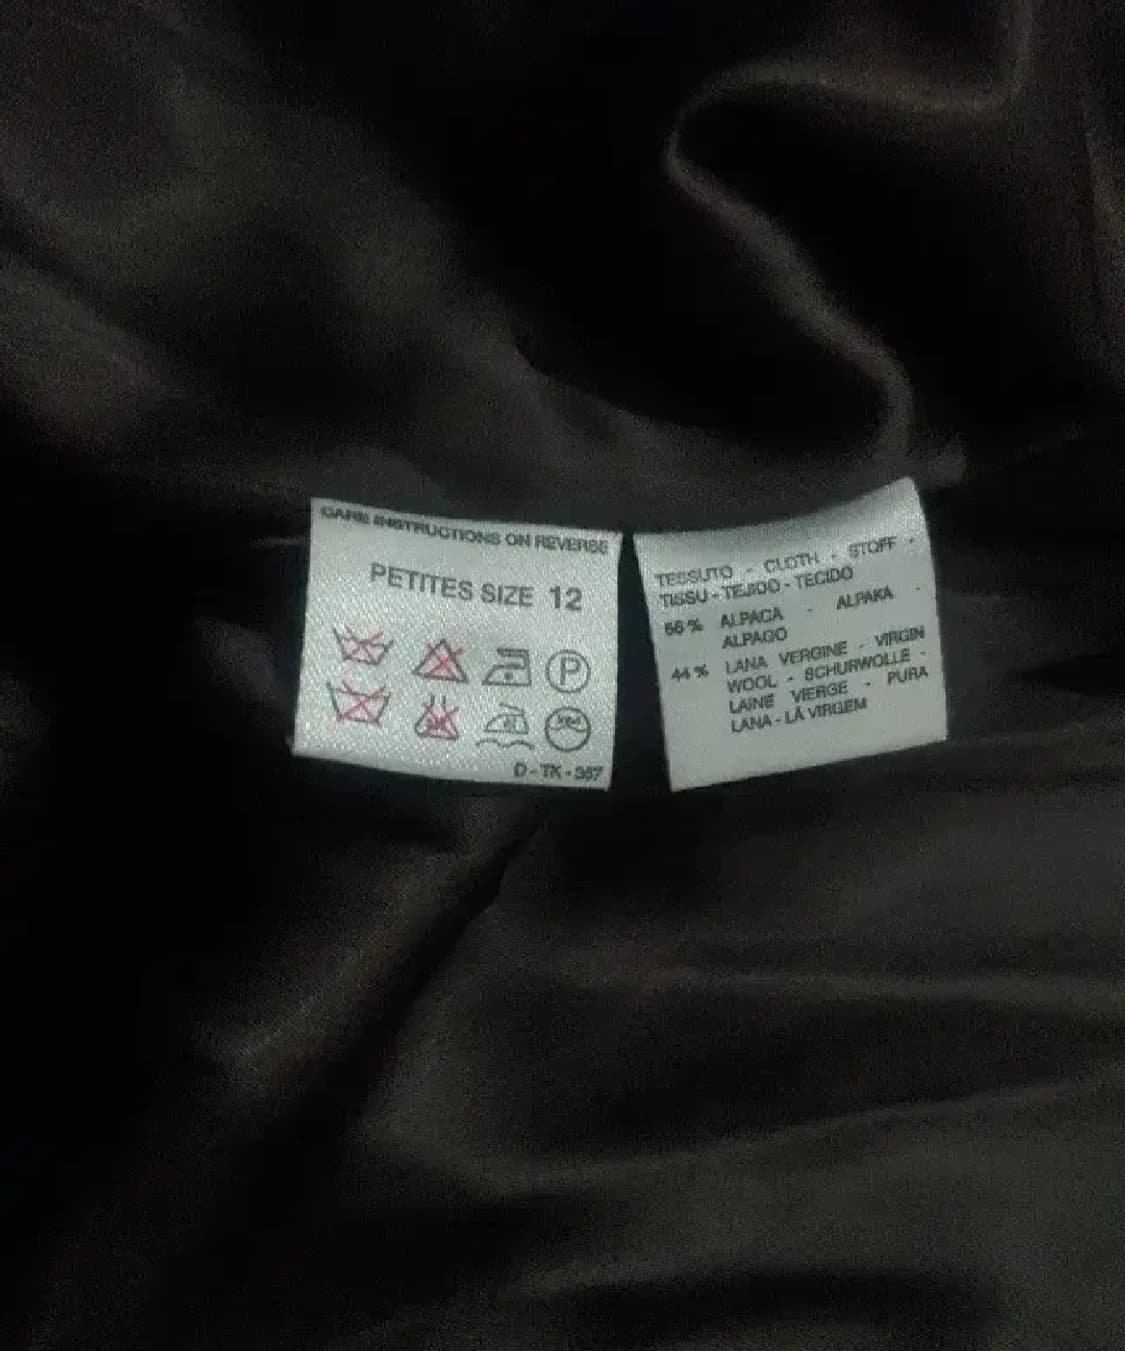 CARE INSTRUCTIONS ON REVERSE
PETITES SIZE 12
P
D-TK-367
TESSUTO - CLOTH - STOFF -
TISSU - TEJIDO - TECIDO
56% ALPACA - ALPAKA -
ALPAGO
44% LANA VERGINE - VIRGIN
WOOL - SCHURWOLLE -
LAINE VIERGE - PURA
LANA - LÃ VIRGEM